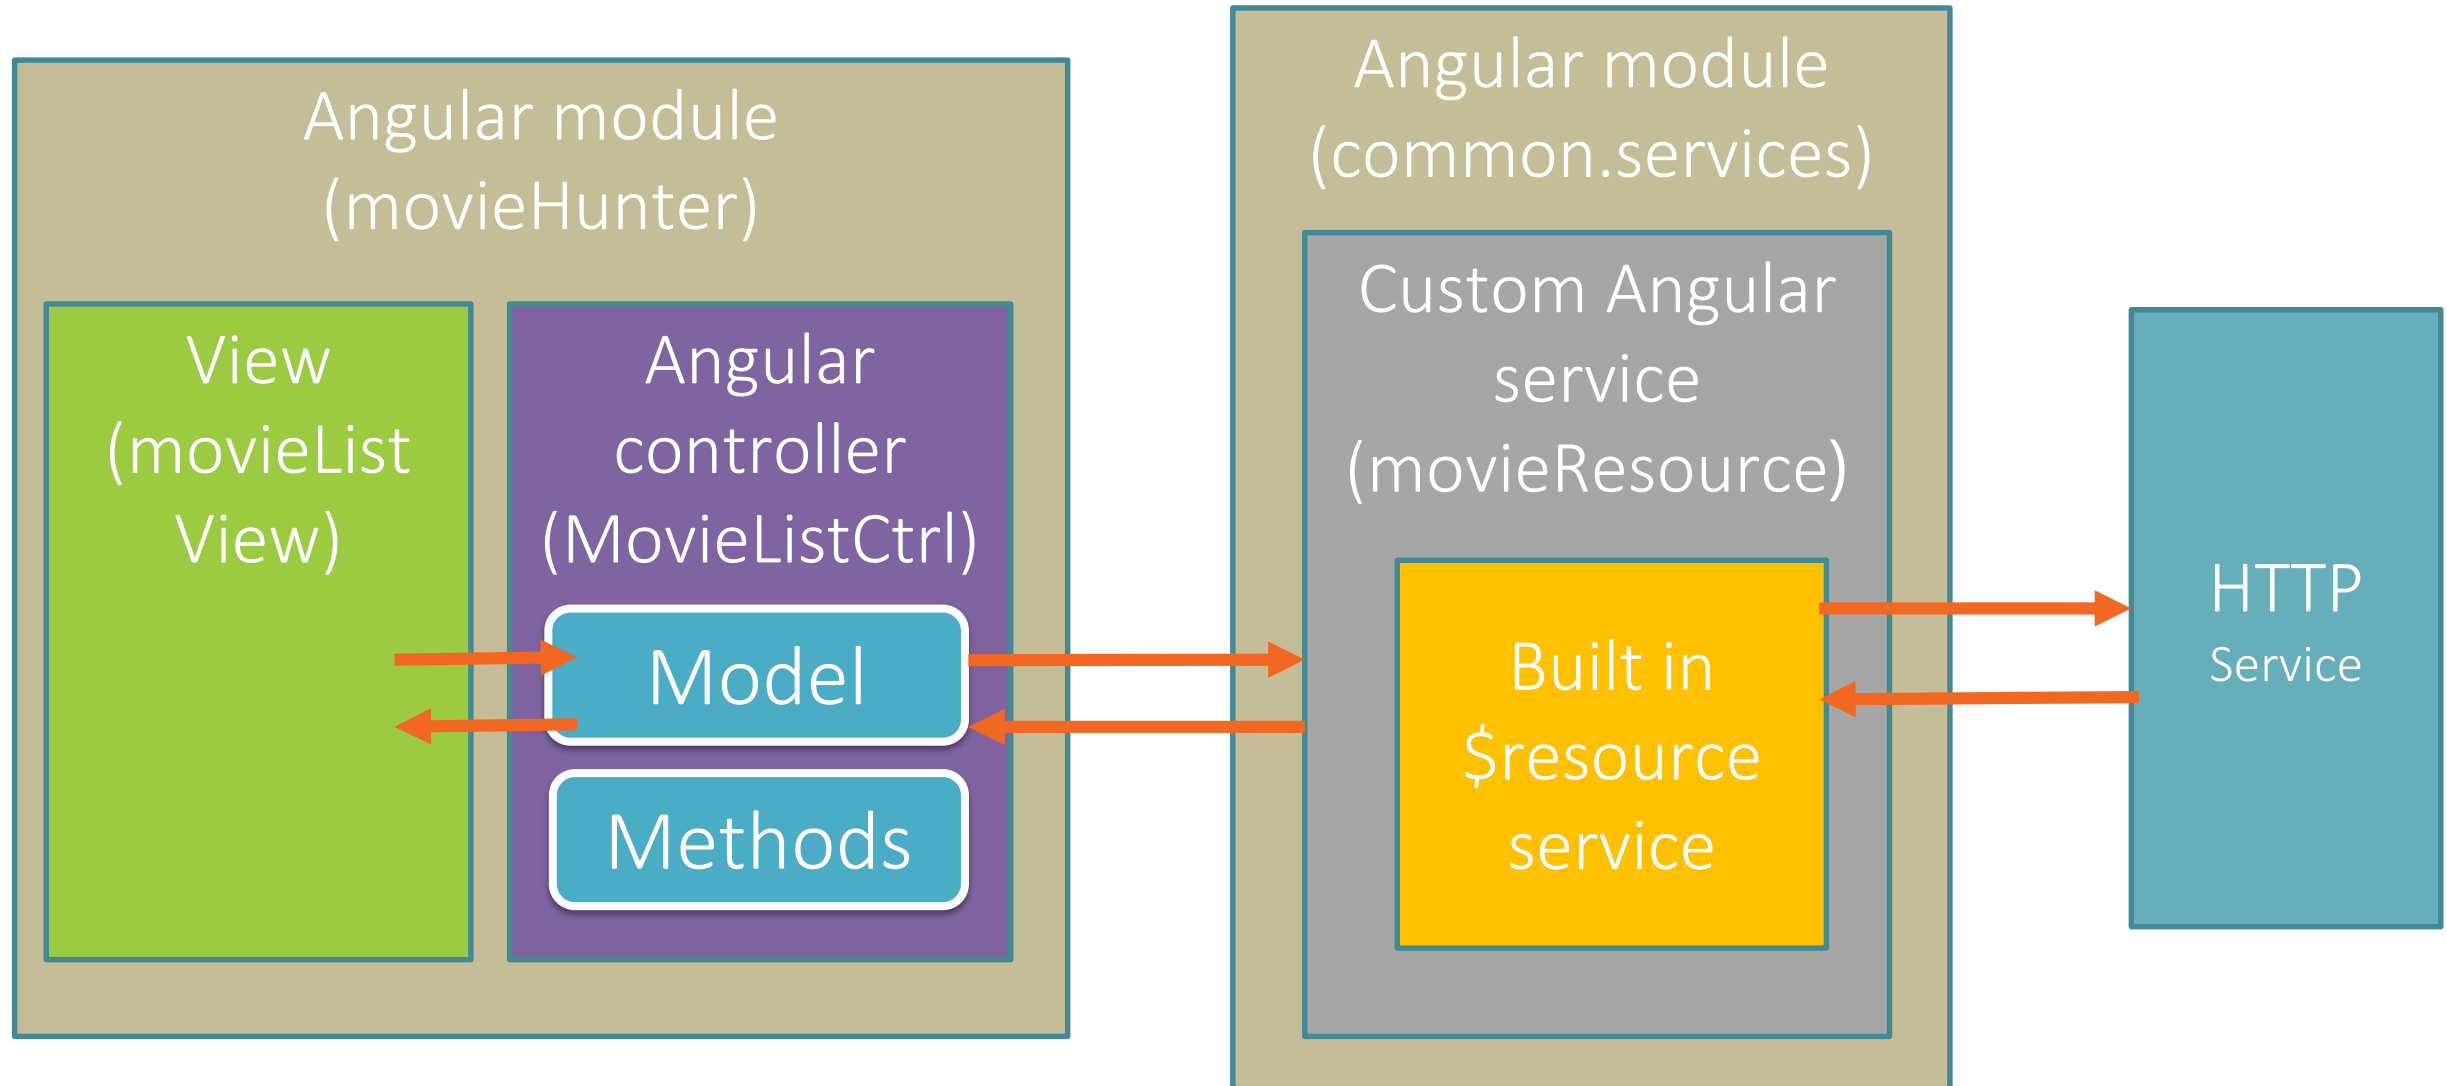 Angular module
(movieHunter)
View
(movieList
View)
Angular
controller
(MovieListCtrl)
Model
Methods
Angular module
(common.services)
Custom Angular
service
(movieResource)
Built in
$resource
service
HTTP
Service